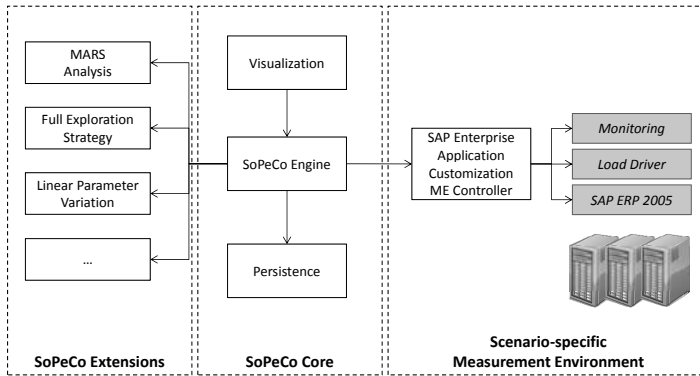 MARS
Analysis
Full Exploration
Strategy
Linear Parameter
Variation
...
SoPeCo Extensions
Visualization
SoPeCo Engine
Persistence
SoPeCo Core
SAP Enterprise
Application
Customization
ME Controller
Monitoring
Load Driver
SAP ERP 2005
Scenario-specific
Measurement Environment